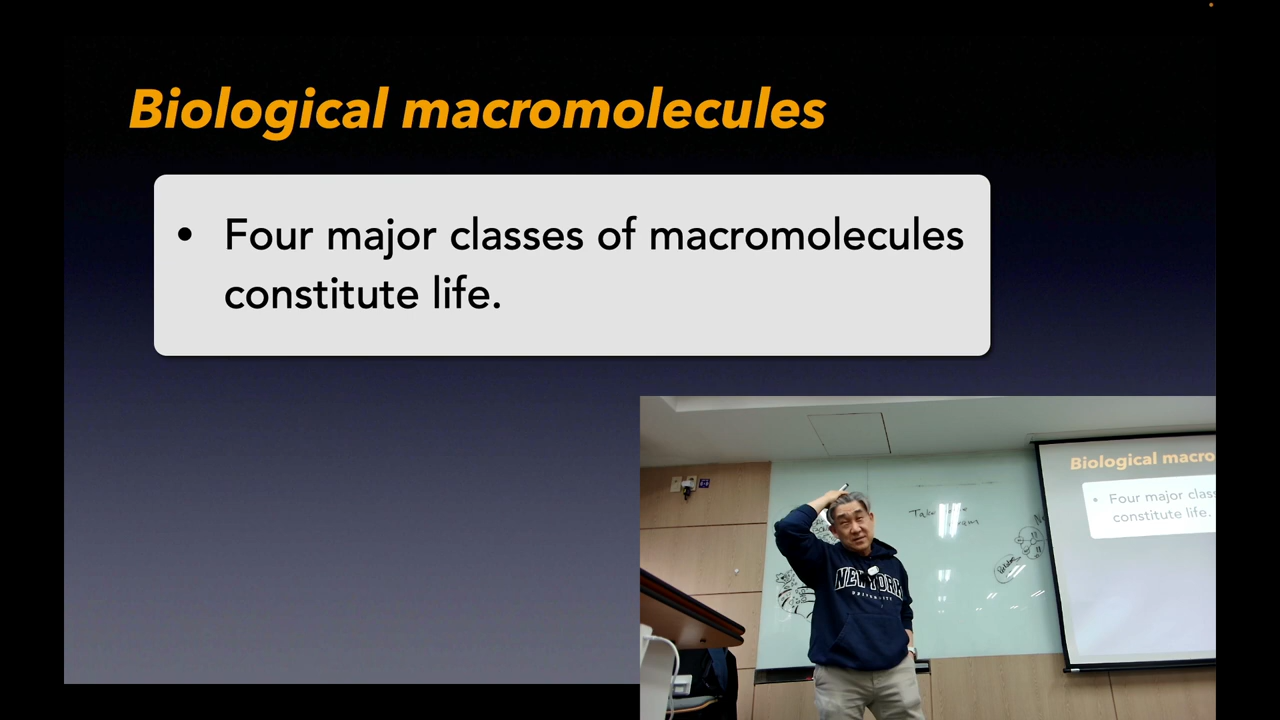 Biological macromolecules
• Four major classes of macromolecules
constitute life.
Biological macro
• Four major class
constitute life.
Take
NEW YORK
UNIVERSITY